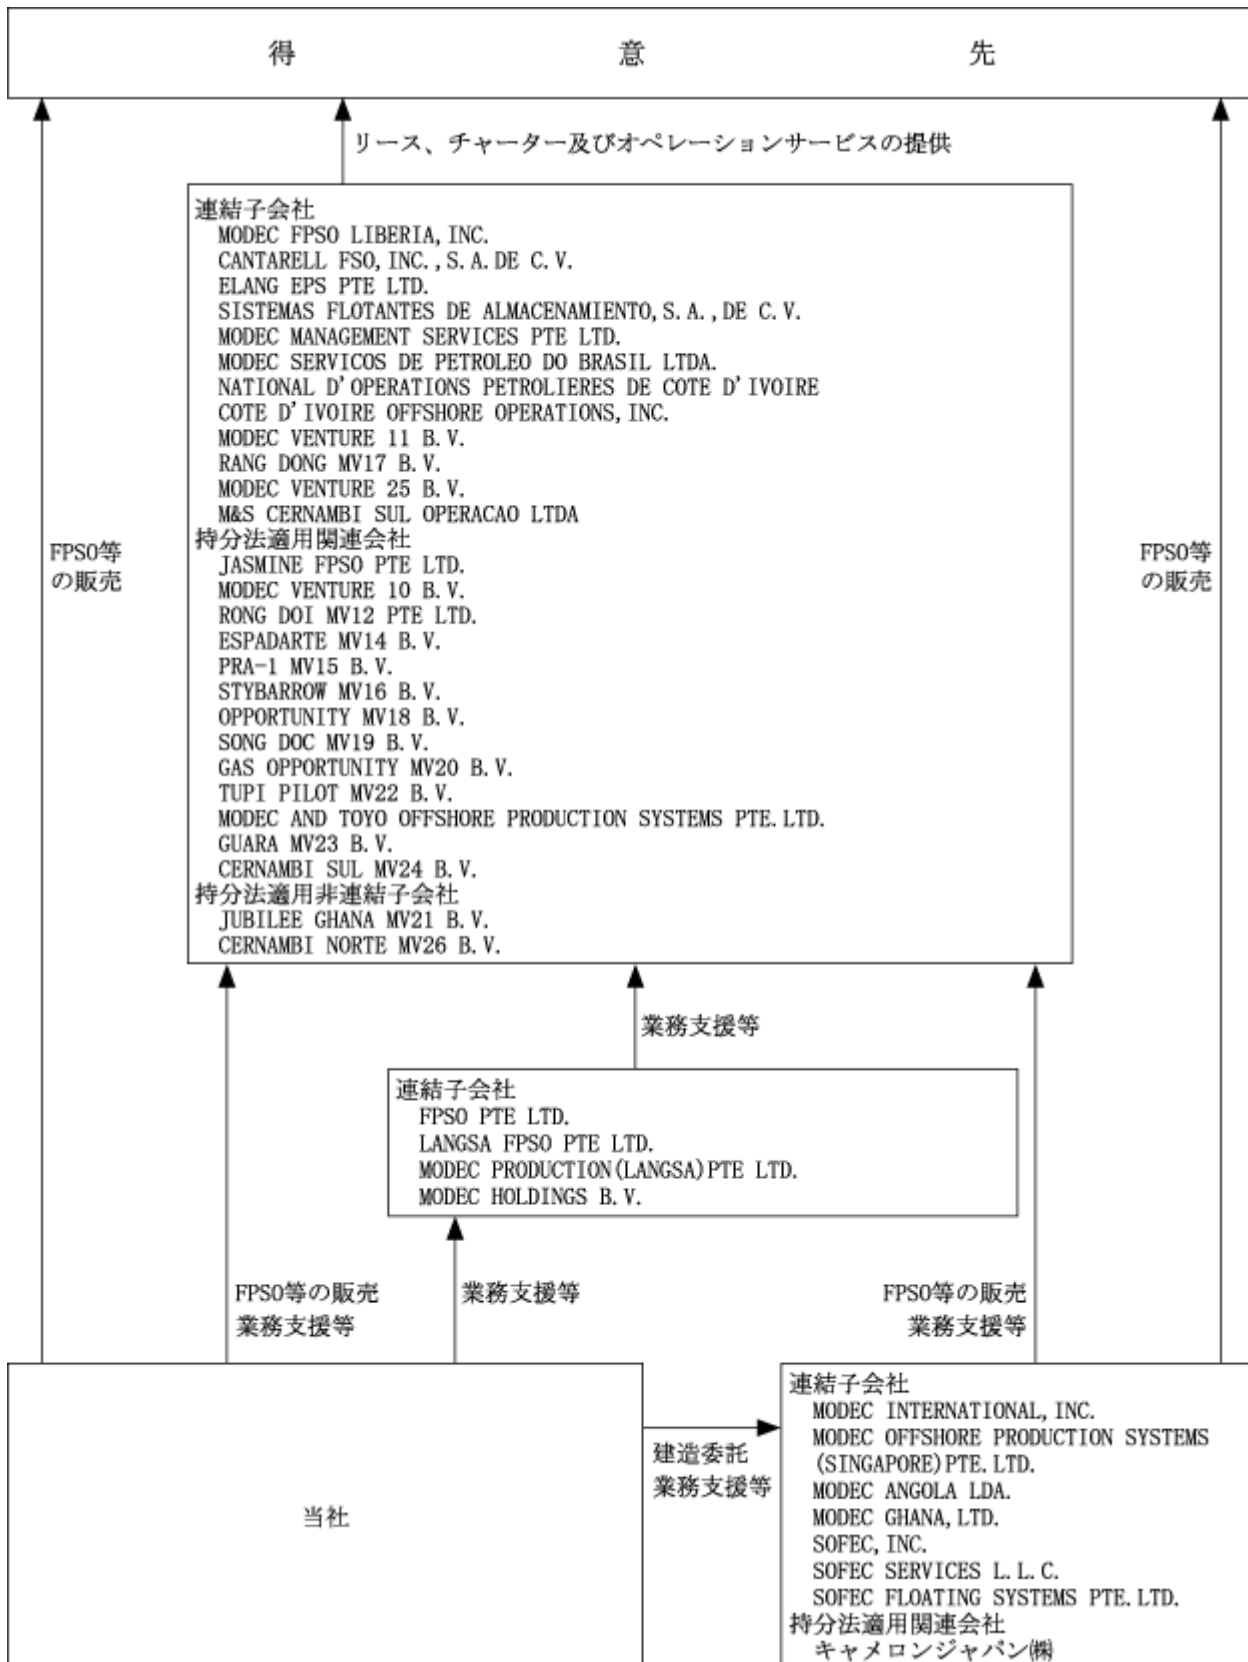 得意先
リース、チャーター及びオペレーションサービスの提供
連結子会社
MODEC FPSO LIBERIA,INC.
CANTARELL FSO,INC.,S.A.DE C.V.
ELANG EPS PTE LTD.
SISTEMAS FLOTANTES DE ALMACENAMIENTO,S.A.,DE C.V.
MODEC MANAGEMENT SERVICES PTE LTD.
MODEC SERVICOS DE PETROLEO DO BRASIL LTDA.
NATIONAL D'OPERATIONS PETROLIERES DE COTE D'IVOIRE
COTE D'IVOIRE OFFSHORE OPERATIONS,INC.
MODEC VENTURE 11 B.V.
RANG DONG MV17 B.V.
MODEC VENTURE 25 B.V.
M&S CERNAMBI SUL OPERACAO LTDA
持分法適用関連会社
JASMINE FPSO PTE LTD.
MODEC VENTURE 10 B.V.
RONG DOI MV12 PTE LTD.
ESPADARTE MV14 B.V.
PRA-1 MV15 B.V.
STYBARROW MV16 B.V.
OPPORTUNITY MV18 B.V.
SONG DOC MV19 B.V.
GAS OPPORTUNITY MV20 B.V.
TUPI PILOT MV22 B.V.
MODEC AND TOYO OFFSHORE PRODUCTION SYSTEMS PTE.LTD.
GUARA MV23 B.V.
CERNAMBI SUL MV24 B.V.
持分法適用非連結子会社
JUBILEE GHANA MV21 B.V.
CERNAMBI NORTE MV26 B.V.
FPSO等
の販売
FPSO等
の販売
業務支援等
連結子会社
FPSO PTE LTD.
LANGSA FPSO PTE LTD.
MODEC PRODUCTION(LANGSA)PTE LTD.
MODEC HOLDINGS B.V.
FPSO等の販売
業務支援等
業務支援等
FPSO等の販売
業務支援等
当社
建造委託
業務支援等
連結子会社
MODEC INTERNATIONAL,INC.
MODEC OFFSHORE PRODUCTION SYSTEMS
(SINGAPORE)PTE.LTD.
MODEC ANGOLA LDA.
MODEC GHANA,LTD.
SOFEC,INC.
SOFEC SERVICES L.L.C.
SOFEC FLOATING SYSTEMS PTE.LTD.
持分法適用関連会社
キャメロンジャパン㈱